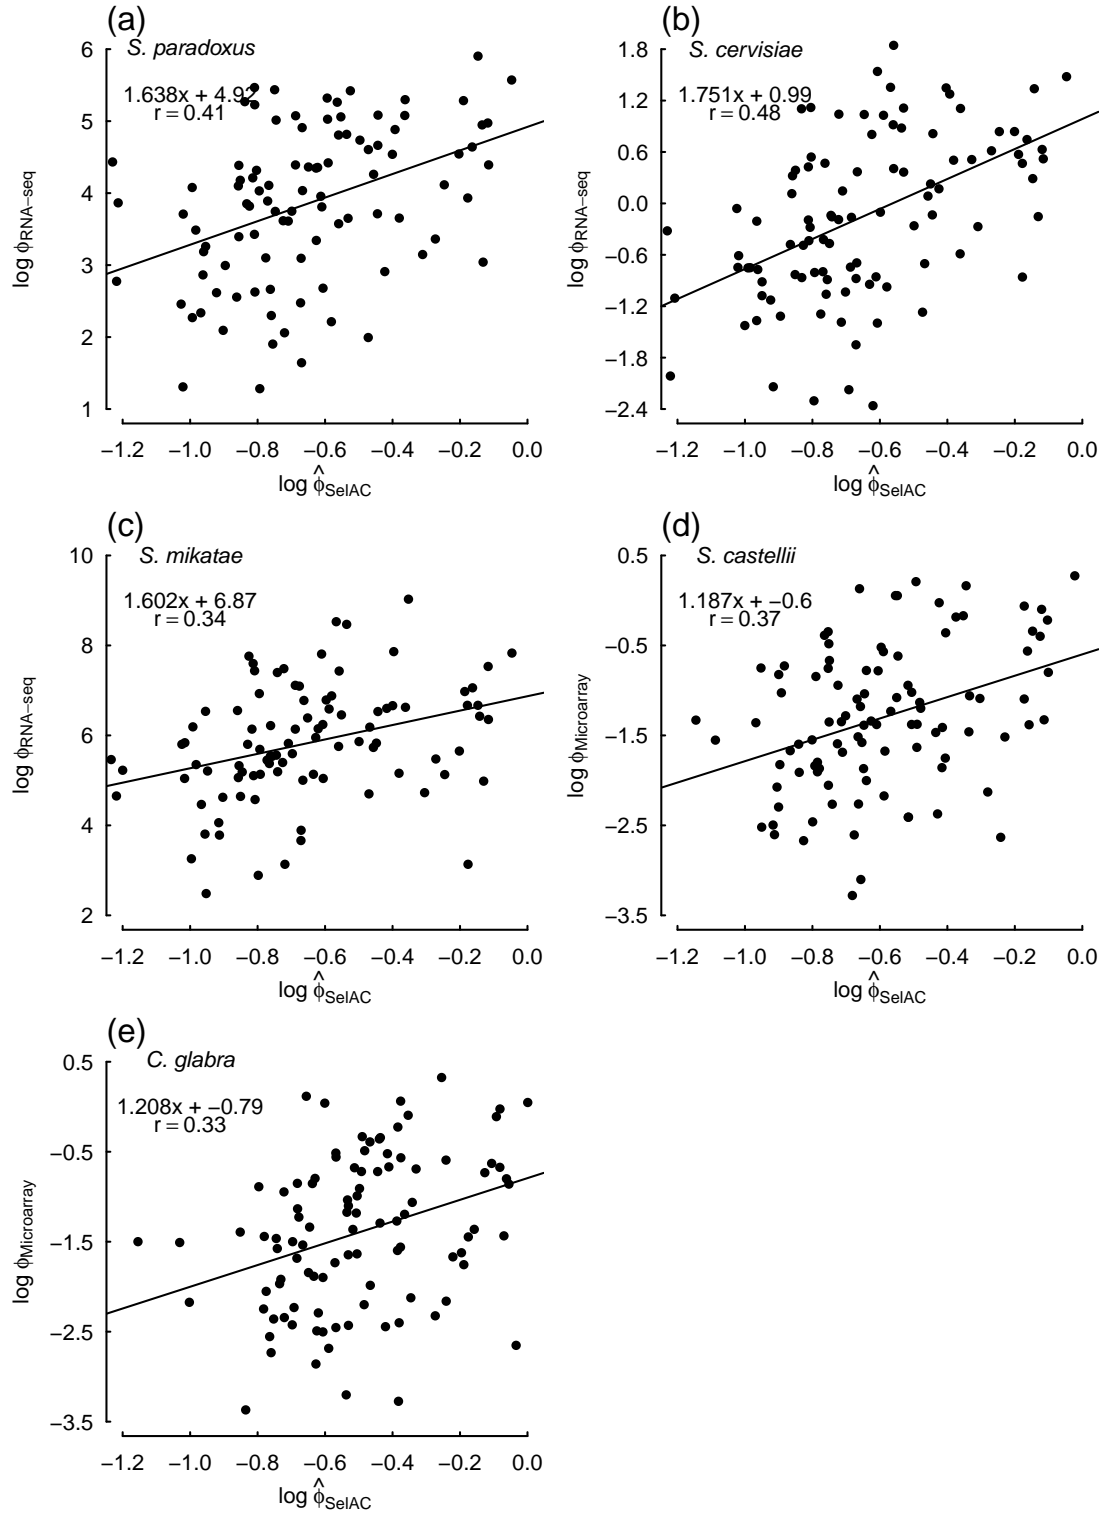 (a)
S. paradoxus
1.638x + 4.92
r = 0.41
6
5
4
3
2
1
log ϕRNA−seq
−1.2 −1.0 −0.8 −0.6 −0.4 −0.2 0.0
log ϕ̂SelAC
(b)
S. cervisiae
1.751x + 0.99
r = 0.48
1.8
1.2
0.6
0.0
−0.6
−1.2
−1.8
−2.4
log ϕRNA−seq
−1.2 −1.0 −0.8 −0.6 −0.4 −0.2 0.0
log ϕ̂SelAC
(c)
S. mikatae
1.602x + 6.87
r = 0.34
10
8
6
4
2
log ϕRNA−seq
−1.2 −1.0 −0.8 −0.6 −0.4 −0.2 0.0
log ϕ̂SelAC
(d)
S. castellii
1.187x + −0.6
r = 0.37
0.5
−0.5
−1.5
−2.5
−3.5
log ϕMicroarray
−1.2 −1.0 −0.8 −0.6 −0.4 −0.2 0.0
log ϕ̂SelAC
(e)
C. glabra
1.208x + −0.79
r = 0.33
0.5
−0.5
−1.5
−2.5
−3.5
log ϕMicroarray
−1.2 −1.0 −0.8 −0.6 −0.4 −0.2 0.0
log ϕ̂SelAC